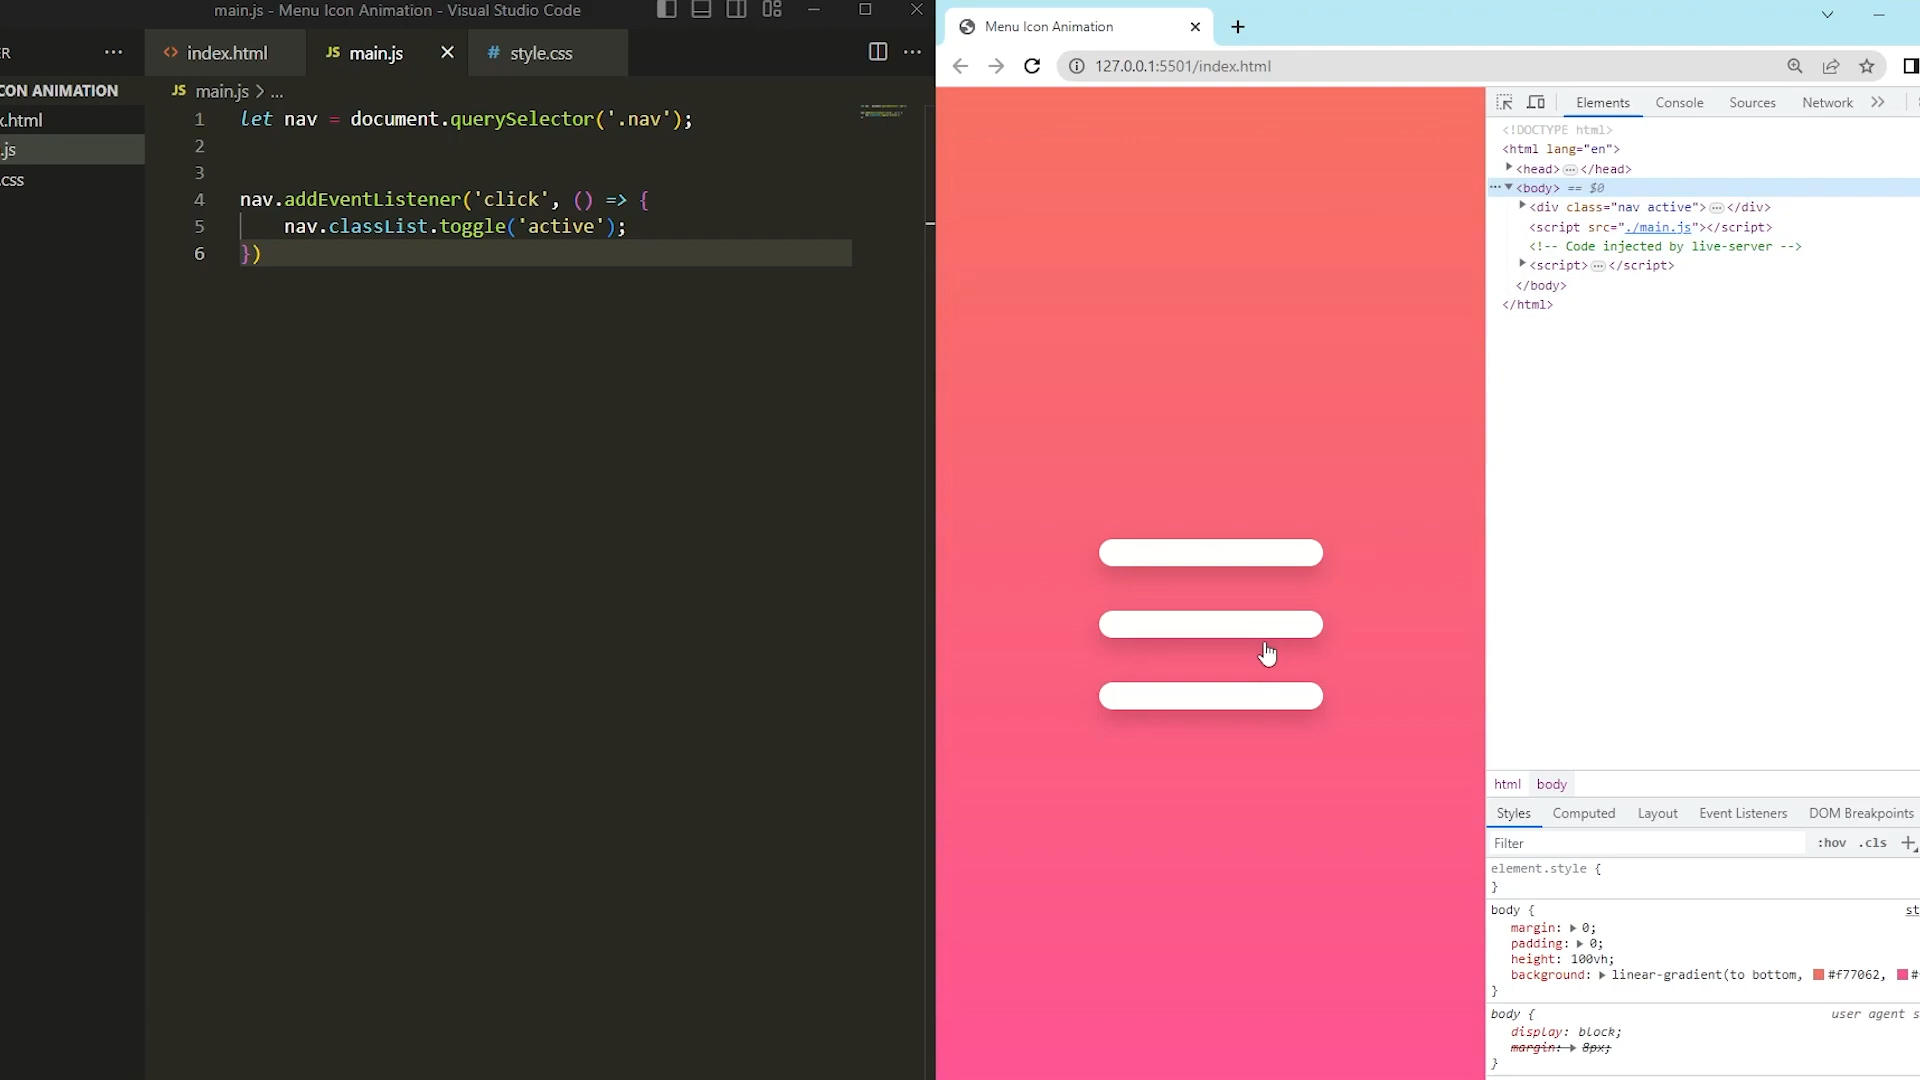 main.js - Menu Icon Animation - Visual Studio Code
R
index.html
JS main.js
# style.css
CON ANIMATION
x.html
.js
.css
JS main.js > ...
1 let nav = document.querySelector('.nav');
2
3
4 nav.addEventListener('click', () => {
5 nav.classList.toggle('active');
6 })
Menu Icon Animation
127.0.0.1:5501/index.html
Elements Console Sources Network
<!DOCTYPE html>
<html lang="en">
<head> … </head>
<body> == $0
<div class="nav active"> … </div>
<script src="./main.js"></script>
<!-- Code injected by live-server -->
<script> … </script>
</body>
</html>
html body
Styles Computed Layout Event Listeners DOM Breakpoints
Filter :hov .cls
element.style {
}
body { st
margin: 0;
padding: 0;
height: 100vh;
background: linear-gradient(to bottom, #f77062, #
}
body { user agent s
display: block;
margin: 8px;
}